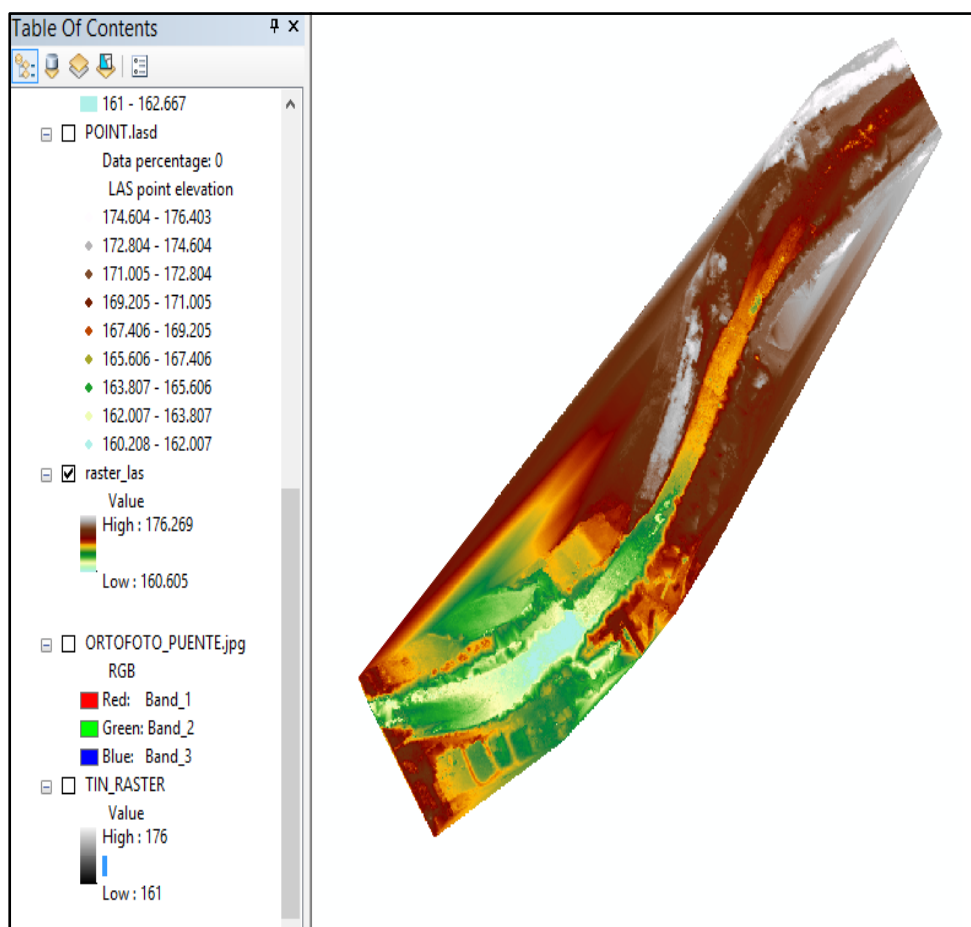 Table Of Contents
161 - 162.667
POINT.lasd
Data percentage: 0
LAS point elevation
174.604 - 176.403
172.804 - 174.604
171.005 - 172.804
169.205 - 171.005
167.406 - 169.205
165.606 - 167.406
163.807 - 165.606
162.007 - 163.807
160.208 - 162.007
raster_las
Value
High : 176.269
Low : 160.605
ORTOFOTO_PUENTE.jpg
RGB
Red: Band_1
Green: Band_2
Blue: Band_3
TIN_RASTER
Value
High : 176
Low : 161